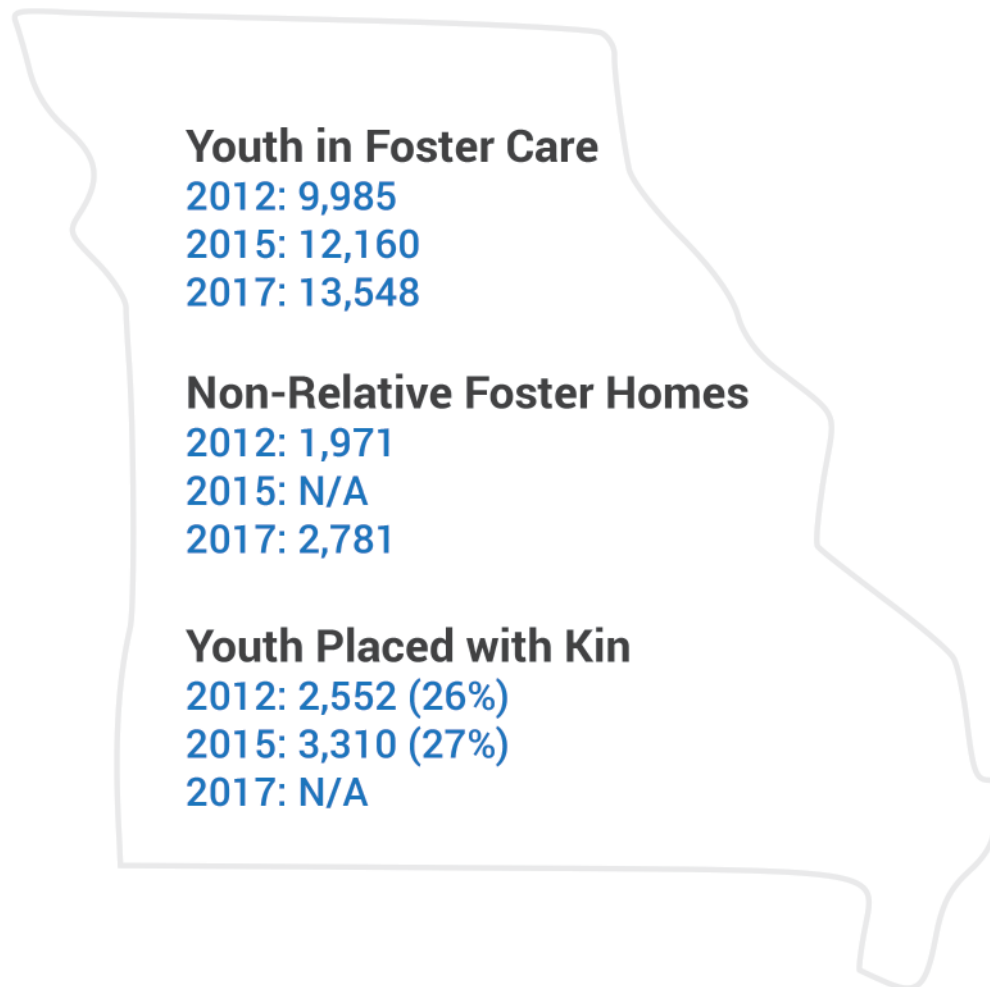 Youth in Foster Care
2012: 9,985
2015: 12,160
2017: 13,548
Non-Relative Foster Homes
2012: 1,971
2015: N/A
2017: 2,781
Youth Placed with Kin
2012: 2,552 (26%)
2015: 3,310 (27%)
2017: N/A